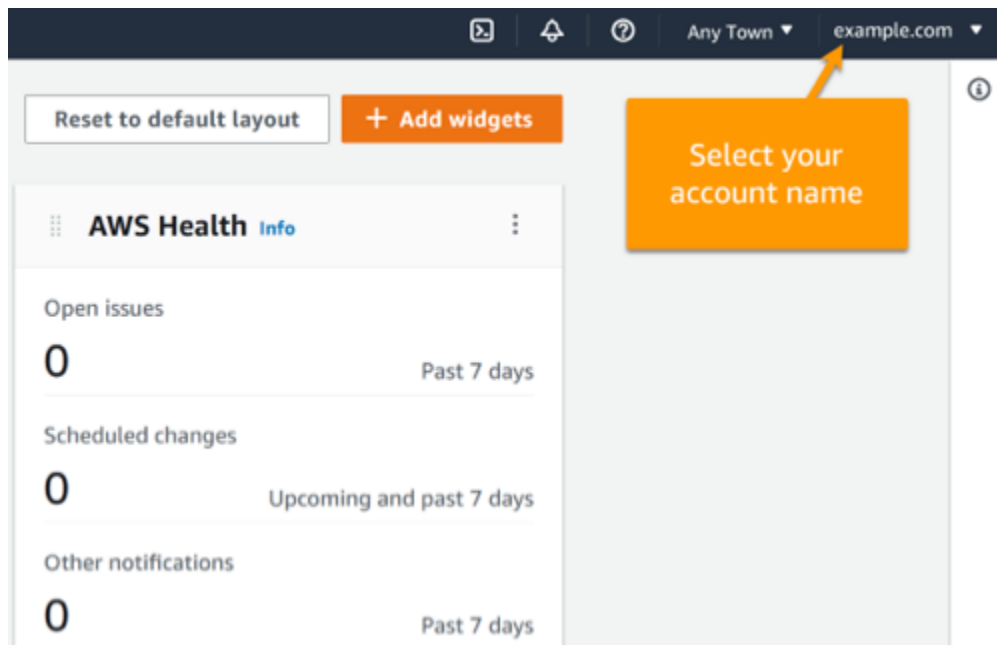 Any Town example.com
Reset to default layout + Add widgets
Select your
account name
AWS Health Info
Open issues
0 Past 7 days
Scheduled changes
0 Upcoming and past 7 days
Other notifications
0 Past 7 days